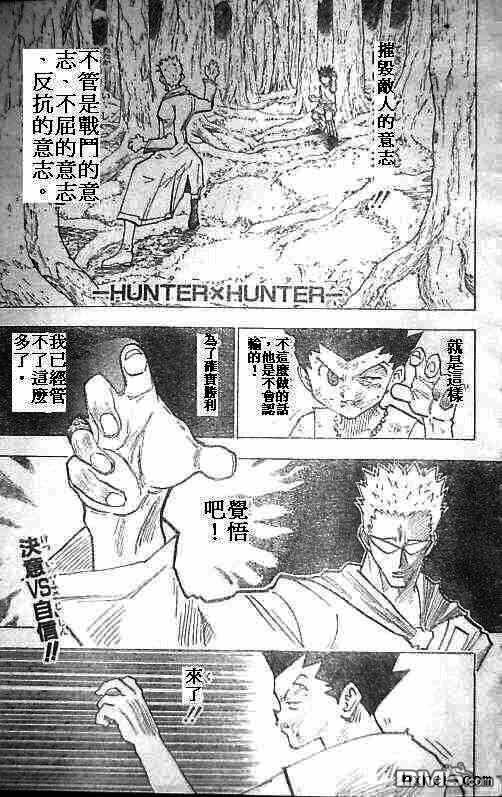 摧毀敵人的意志
!!
不管是戰鬥的意
志、不屈的意志
、反抗的意志。
HUNTER×HUNTER
就是這樣
不這麼做的話
，他是不會認
輸的！
為了確實勝利
我已經管
不了這麼
多了．
覺悟
吧！
決意VS自信!!
來了!!